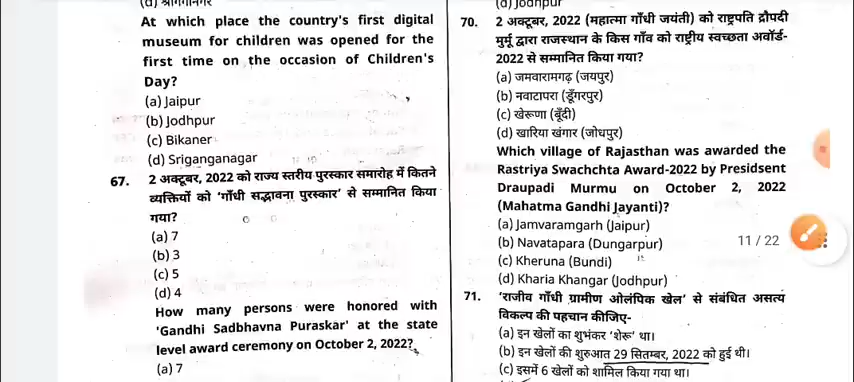 (d) श्रीगंगानगर
At which place the country's first digital
museum for children was opened for the
first time on the occasion of Children's
Day?
(a) Jaipur
(b) Jodhpur
(c) Bikaner
(d) Sriganganagar
67. 2 अक्टूबर, 2022 को राज्य स्तरीय पुरस्कार समारोह में कितने
व्यक्तियों को 'गाँधी सद्भावना पुरस्कार' से सम्मानित किया
गया?
(a) 7
(b) 3
(c) 5
(d) 4
How many persons were honored with
'Gandhi Sadbhavna Puraskar' at the state
level award ceremony on October 2, 2022?
(a) 7
(d) Jodhpur
70. 2 अक्टूबर, 2022 (महात्मा गाँधी जयंती) को राष्ट्रपति द्रौपदी
मुर्मू द्वारा राजस्थान के किस गाँव को राष्ट्रीय स्वच्छता अवॉर्ड-
2022 से सम्मानित किया गया?
(a) जमवारामगढ़ (जयपुर)
(b) नवाटापरा (डूँगरपुर)
(c) खेरूणा (बूँदी)
(d) खारिया खंगार (जोधपुर)
Which village of Rajasthan was awarded the
Rastriya Swachchta Award-2022 by Presidsent
Draupadi Murmu on October 2, 2022
(Mahatma Gandhi Jayanti)?
(a) Jamvaramgarh (Jaipur)
(b) Navatapara (Dungarpur)
(c) Kheruna (Bundi)
(d) Kharia Khangar (Jodhpur)
71. 'राजीव गाँधी ग्रामीण ओलंपिक खेल' से संबंधित असत्य
विकल्प की पहचान कीजिए-
(a) इन खेलों का शुभंकर 'शेरू' था।
(b) इन खेलों की शुरुआत 29 सितम्बर, 2022 को हुई थी।
(c) इसमें 6 खेलों को शामिल किया गया था।
11 / 22